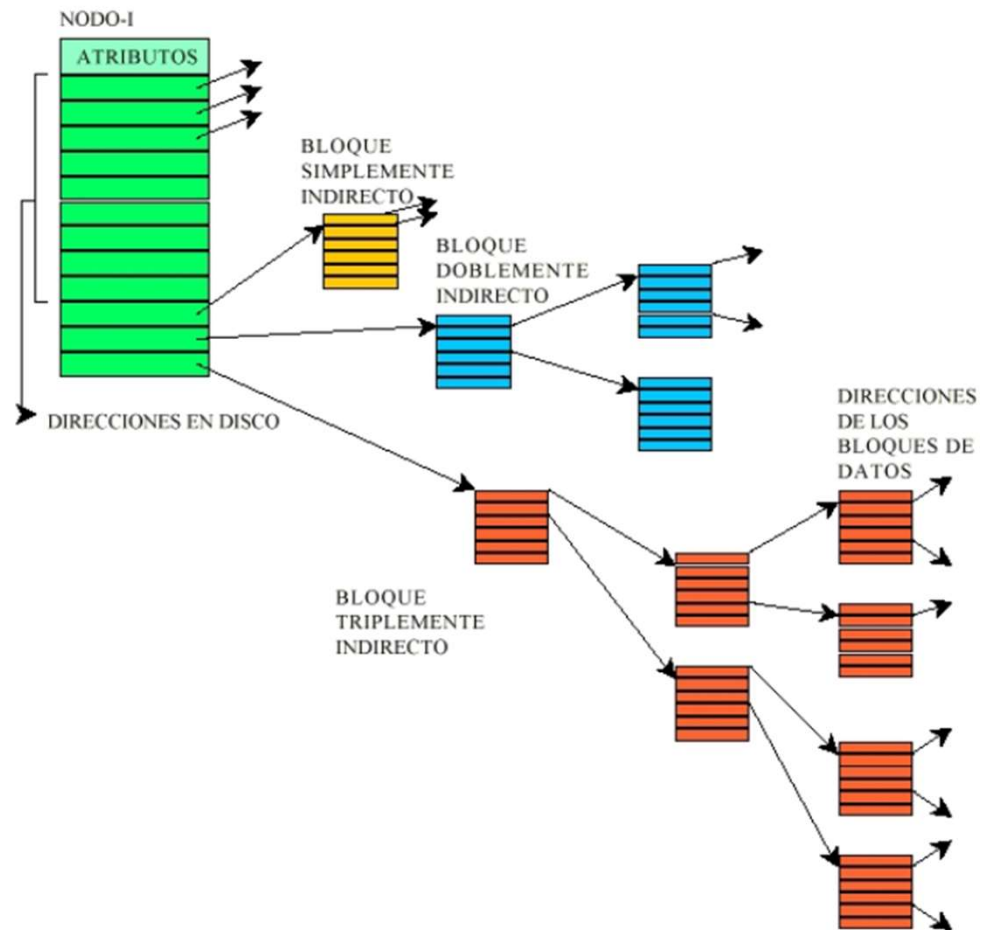 NODO-I
ATRIBUTOS
BLOQUE
SIMPLEMENTE
INDIRECTO
BLOQUE
DOBLEMENTE
INDIRECTO
DIRECCIONES EN DISCO
DIRECCIONES
DE LOS
BLOQUES DE
DATOS
BLOQUE
TRIPLEMENTE
INDIRECTO